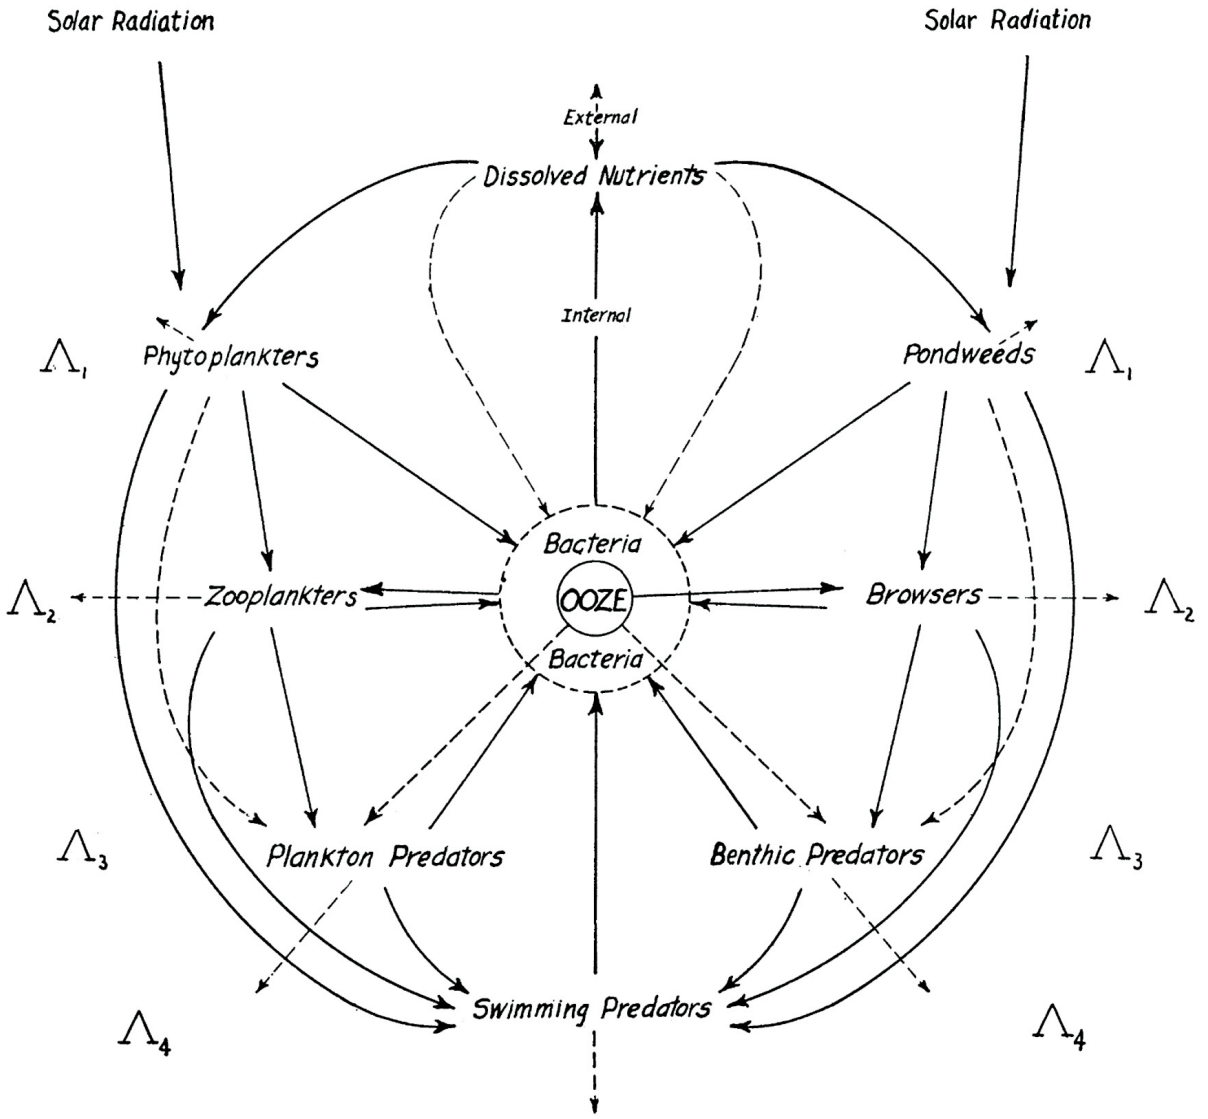 Solar Radiation
Solar Radiation
External
Dissolved Nutrients
Internal
Λ₁
Phytoplankters
Pondweeds
Λ₁
Bacteria
Λ₂
Zooplankters
OOZE
Browsers
Λ₂
Bacteria
Λ₃
Plankton Predators
Benthic Predators
Λ₃
Swimming Predators
Λ₄
Λ₄